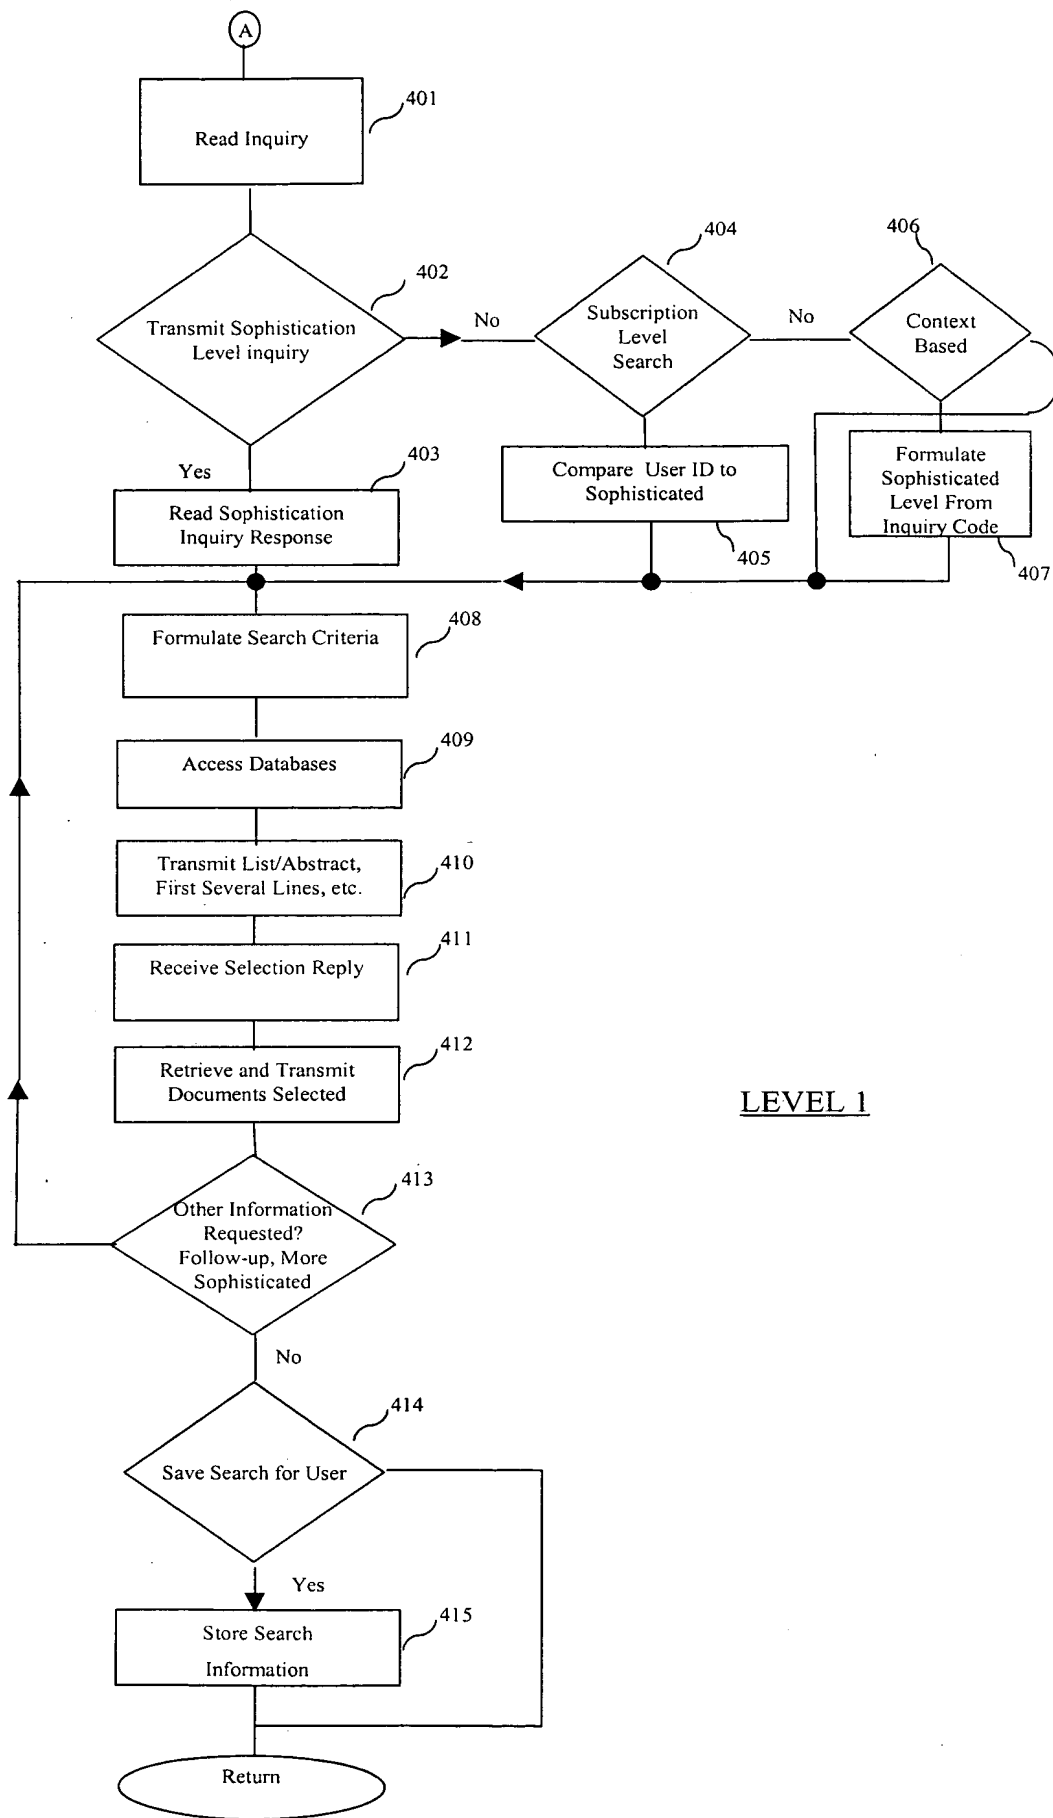 A
401
Read Inquiry
402
Transmit Sophistication
Level inquiry
No
404
Subscription
Level
Search
No
406
Context
Based
Yes
403
Read Sophistication
Inquiry Response
Compare User ID to
Sophisticated
405
Formulate
Sophisticated
Level From
Inquiry Code
407
408
Formulate Search Criteria
409
Access Databases
410
Transmit List/Abstract,
First Several Lines, etc.
411
Receive Selection Reply
412
Retrieve and Transmit
Documents Selected
LEVEL 1
413
Other Information
Requested?
Follow-up, More
Sophisticated
No
414
Save Search for User
Yes
415
Store Search
Information
Return